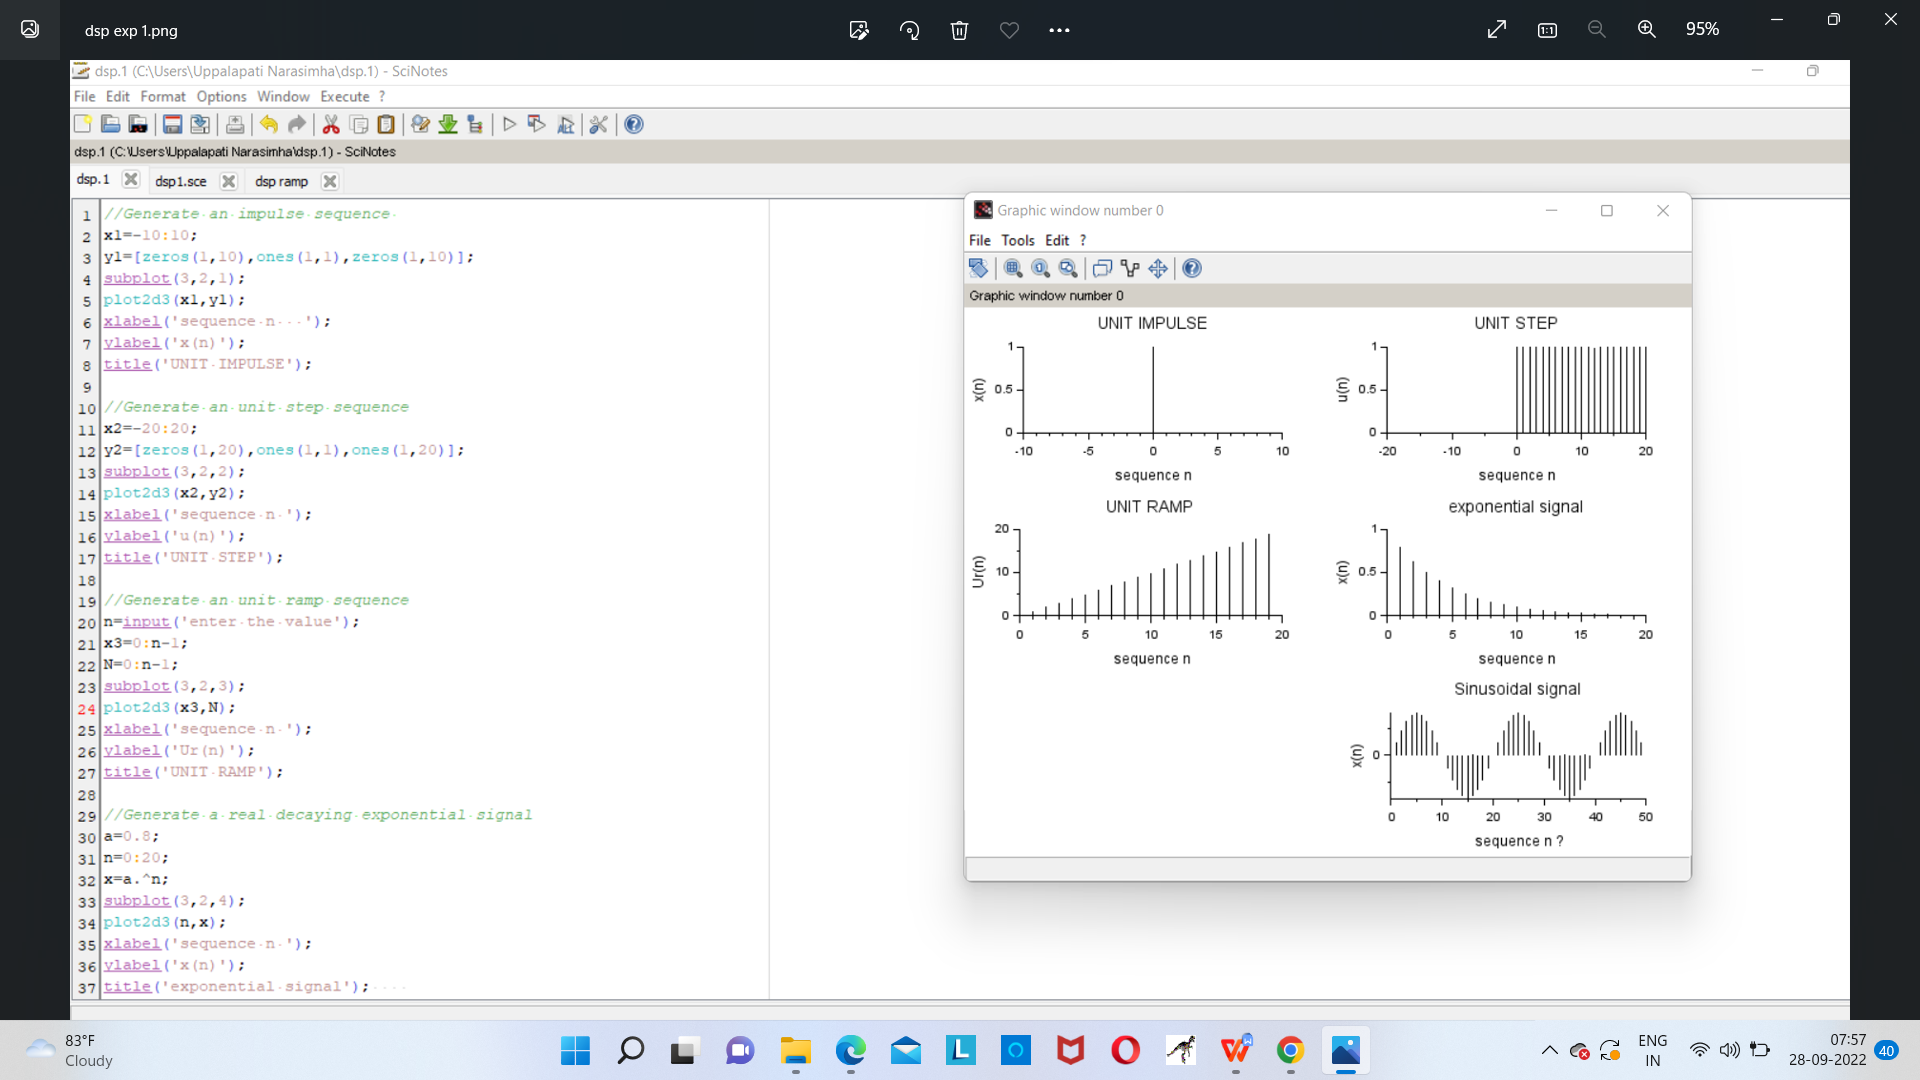 dsp exp 1.png
95%
dsp.1 (C:\Users\Uppalapati Narasimha\dsp.1) - SciNotes
File Edit Format Options Window Execute ?
dsp.1 (C:\Users\Uppalapati Narasimha\dsp.1) - SciNotes
dsp.1 dsp1.sce dsp ramp
1 //Generate an impulse sequence
2 x1=-10:10;
3 y1=[zeros(1,10),ones(1,1),zeros(1,10)];
4 subplot(3,2,1);
5 plot2d3(x1,y1);
6 xlabel('sequence n   ');
7 ylabel('x(n)');
8 title('UNIT IMPULSE');
9
10 //Generate an unit step sequence
11 x2=-20:20;
12 y2=[zeros(1,20),ones(1,1),ones(1,20)];
13 subplot(3,2,2);
14 plot2d3(x2,y2);
15 xlabel('sequence n ');
16 ylabel('u(n)');
17 title('UNIT STEP');
18
19 //Generate an unit ramp sequence
20 n=input('enter the value');
21 x3=0:n-1;
22 N=0:n-1;
23 subplot(3,2,3);
24 plot2d3(x3,N);
25 xlabel('sequence n ');
26 ylabel('Ur(n)');
27 title('UNIT RAMP');
28
29 //Generate a real decaying exponential signal
30 a=0.8;
31 n=0:20;
32 x=a.^n;
33 subplot(3,2,4);
34 plot2d3(n,x);
35 xlabel('sequence n ');
36 ylabel('x(n)');
37 title('exponential signal');
Graphic window number 0
File Tools Edit ?
Graphic window number 0
UNIT IMPULSE
1
0.5
0
x(n)
-10 -5 0 5 10
sequence n
UNIT STEP
1
0.5
0
u(n)
-20 -10 0 10 20
sequence n
UNIT RAMP
20
10
0
Ur(n)
0 5 10 15 20
sequence n
exponential signal
1
0.5
0
x(n)
0 5 10 15 20
sequence n
Sinusoidal signal
0
x(n)
0 10 20 30 40 50
sequence n ?
83°F
Cloudy
ENG
IN
07:57
28-09-2022
40